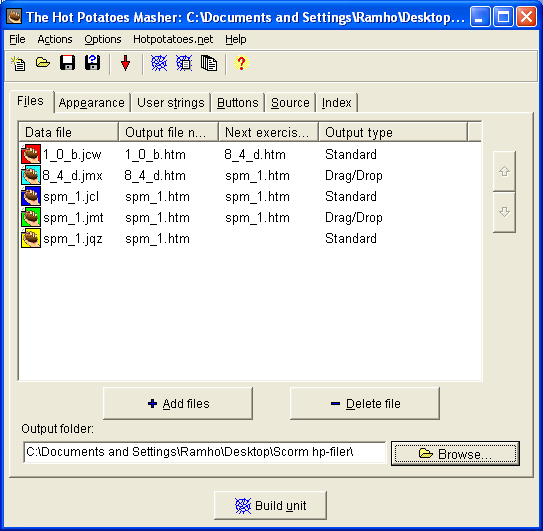 The Hot Potatoes Masher: C:\Documents and Settings\Ramho\Desktop...
File Actions Options Hotpotatoes.net Help
Files Appearance User strings Buttons Source Index
Data file Output file n... Next exercis... Output type
1_0_b.jcw 1_0_b.htm 8_4_d.htm Standard
8_4_d.jmx 8_4_d.htm spm_1.htm Drag/Drop
spm_1.jcl spm_1.htm spm_1.htm Standard
spm_1.jmt spm_1.htm spm_1.htm Drag/Drop
spm_1.jqz spm_1.htm Standard
Add files Delete file
Output folder:
C:\Documents and Settings\Ramho\Desktop\Scorm hp-filer\ Browse...
Build unit